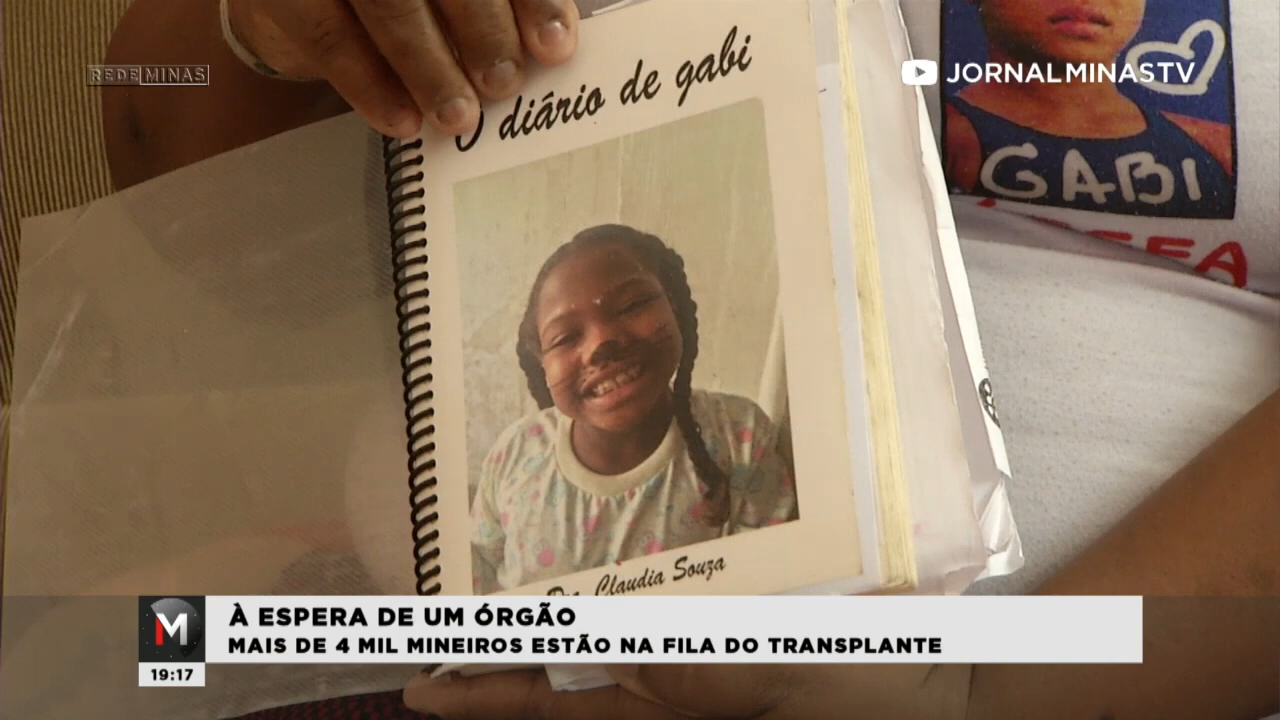 REDE MINAS
JORNALMINASTV
O diário de gabi
GABI
Claudia Souza
M
À ESPERA DE UM ÓRGÃO
MAIS DE 4 MIL MINEIROS ESTÃO NA FILA DO TRANSPLANTE
19:17